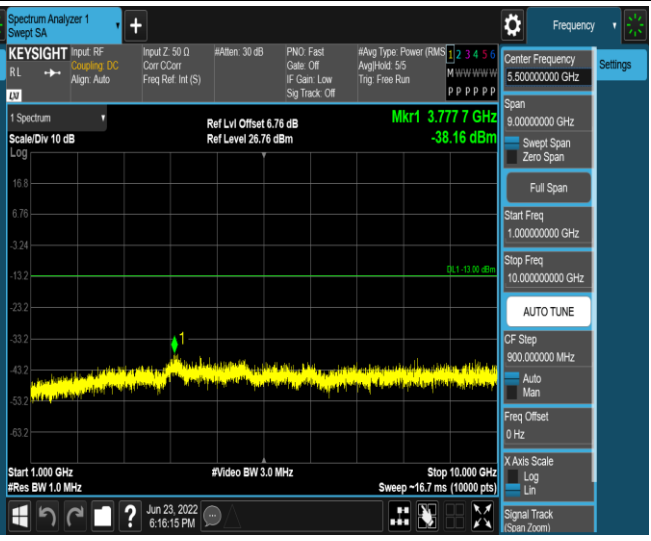 Spectrum Analyzer 1
Swept SA
Frequency
Settings
KEYSIGHT
Input: RF
Input Z: 50 Ω
#Atten: 30 dB
PNO: Fast
#Avg Type: Power (RMS
1 2 3 4 5 6
RL
Coupling: DC
Corr CCorr
Gate: Off
Avg|Hold: 5/5
M W W W W W
Align: Auto
Freq Ref: Int (S)
IF Gain: Low
Trig: Free Run
Sig Track: Off
P P P P P P
LXI
1 Spectrum
Ref Lvl Offset 6.76 dB
Mkr1 3.777 7 GHz
Scale/Div 10 dB
Ref Level 26.76 dBm
-38.16 dBm
Log
16.8
6.76
-3.24
-13.2
DL1 -13.00 dBm
-23.2
-33.2
1
-43.2
-53.2
-63.2
Start 1.000 GHz
#Video BW 3.0 MHz
Stop 10.000 GHz
#Res BW 1.0 MHz
Sweep ~16.7 ms (10000 pts)
Jun 23, 2022
6:16:15 PM
Center Frequency
5.500000000 GHz
Span
9.00000000 GHz
Swept Span
Zero Span
Full Span
Start Freq
1.000000000 GHz
Stop Freq
10.000000000 GHz
AUTO TUNE
CF Step
900.000000 MHz
Auto
Man
Freq Offset
0 Hz
X Axis Scale
Log
Lin
Signal Track
(Span Zoom)